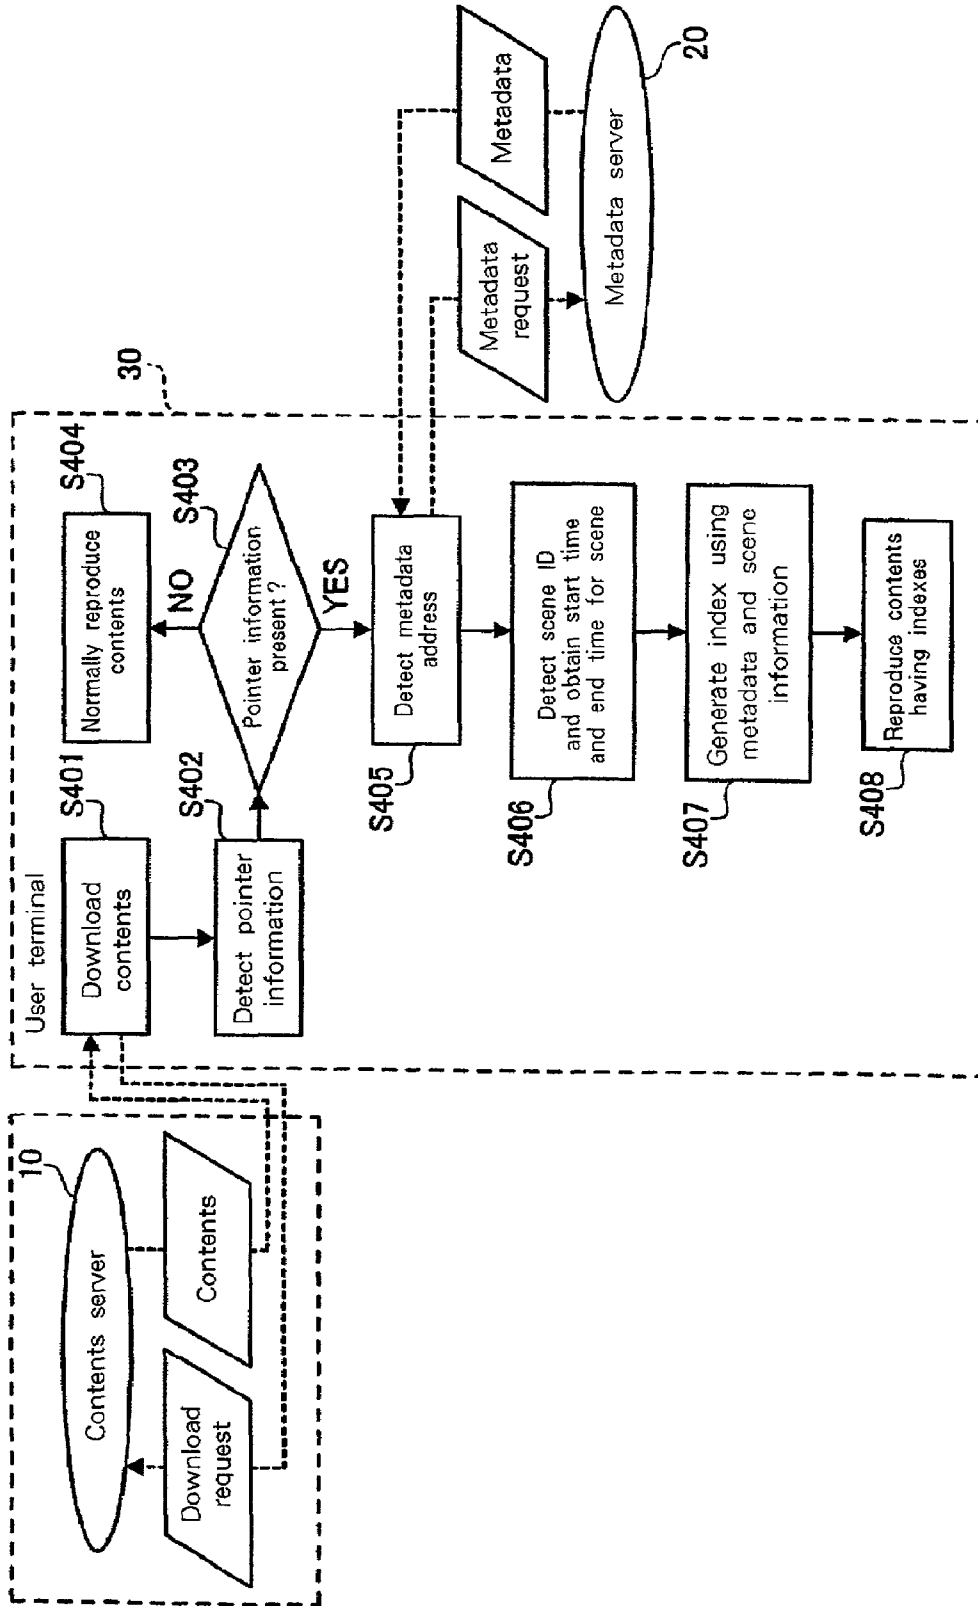 10
Contents server
Download
request
Contents
User terminal
30
S401
Download
contents
S402
Detect pointer
information
S404
Normally reproduce
contents
NO
S403
Pointer information
present?
YES
S405
Detect metadata
address
S406
Detect scene ID
and obtain start time
and end time for scene
S407
Generate index using
metadata and scene
information
S408
Reproduce contents
having indexes
Metadata
request
Metadata
Metadata server
20